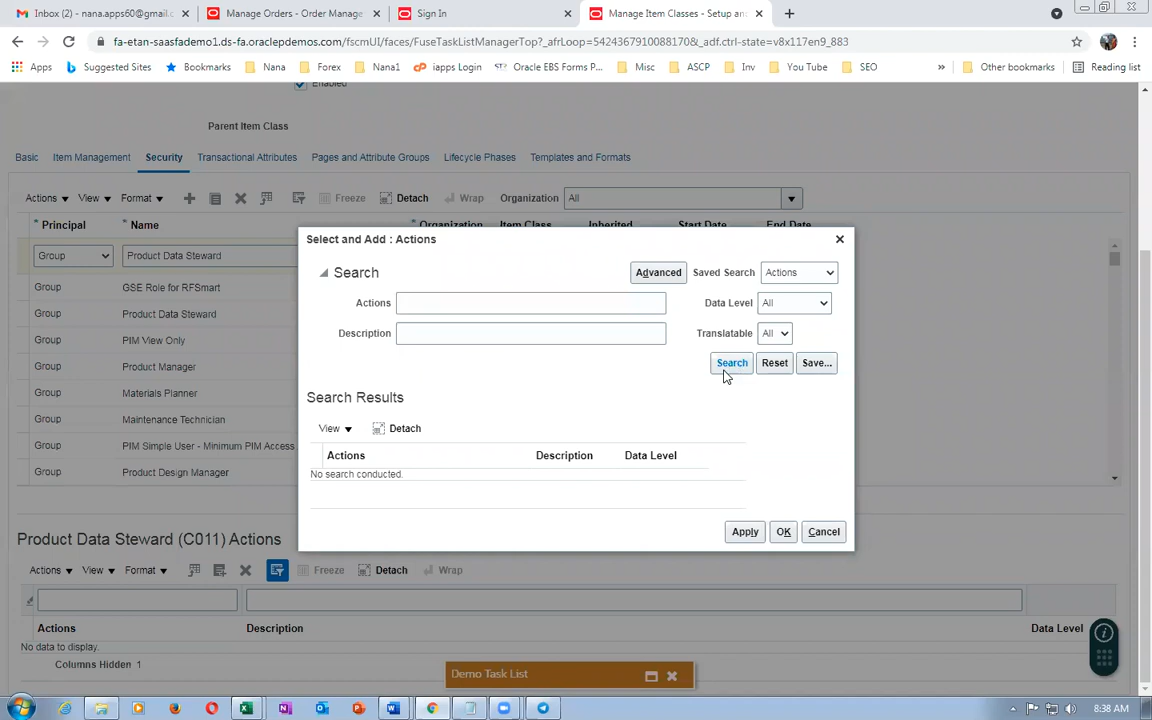 Inbox (2) - nana.apps60@gmail.c
Manage Orders - Order Manage
Sign In
Manage Item Classes - Setup and
fa-etan-saasfademo1.ds-fa.oraclepdemos.com/fscmUI/faces/FuseTaskListManagerTop?_afrLoop=54243679100881 70&_adf.ctrl-state=v8x117en9_883
Apps
Suggested Sites
Bookmarks
Nana
Forex
Nana1
iapps Login
Oracle EBS Forms P...
Misc
ASCP
Inv
You Tube
SEO
»
Other bookmarks
Reading list
Enabled
Parent Item Class
Basic
Item Management
Security
Transactional Attributes
Pages and Attribute Groups
Lifecycle Phases
Templates and Formats
Actions
View
Format
Freeze
Detach
Wrap
Organization
All
* Principal
* Name
* Organization
Item Class
Inherited
Start Date
End Date
Group
Product Data Steward
Group
GSE Role for RFSmart
Group
Product Data Steward
Group
PIM View Only
Group
Product Manager
Group
Materials Planner
Group
Maintenance Technician
Group
PIM Simple User - Minimum PIM Access
Group
Product Design Manager
Select and Add : Actions
Search
Advanced
Saved Search
Actions
Actions
Data Level
All
Description
Translatable
All
Search
Reset
Save...
Search Results
View
Detach
Actions
Description
Data Level
No search conducted.
Apply
OK
Cancel
Product Data Steward (C011) Actions
Actions
View
Format
Freeze
Detach
Wrap
Actions
Description
Data Level
No data to display.
Columns Hidden 1
Demo Task List
8:38 AM